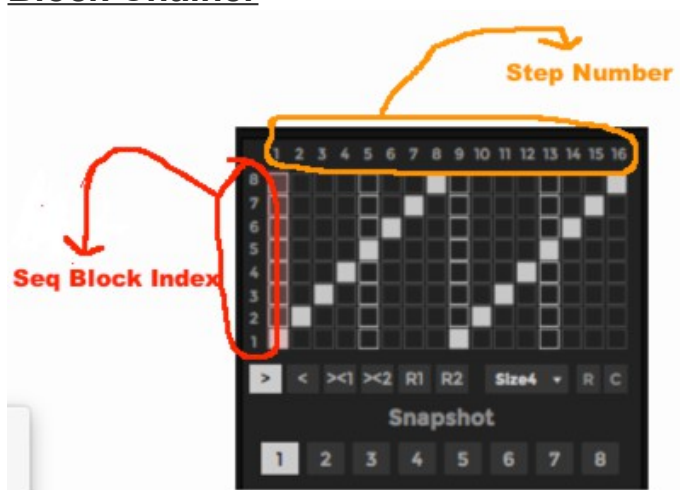 Block Chainer
Step Number
1 2 3 4 5 6 7 8 9 10 11 12 13 14 15 16
8
7
6
5
4
3
2
1
Seq Block Index
> < ><1 ><2 R1 R2 Size4 R C
Snapshot
1 2 3 4 5 6 7 8